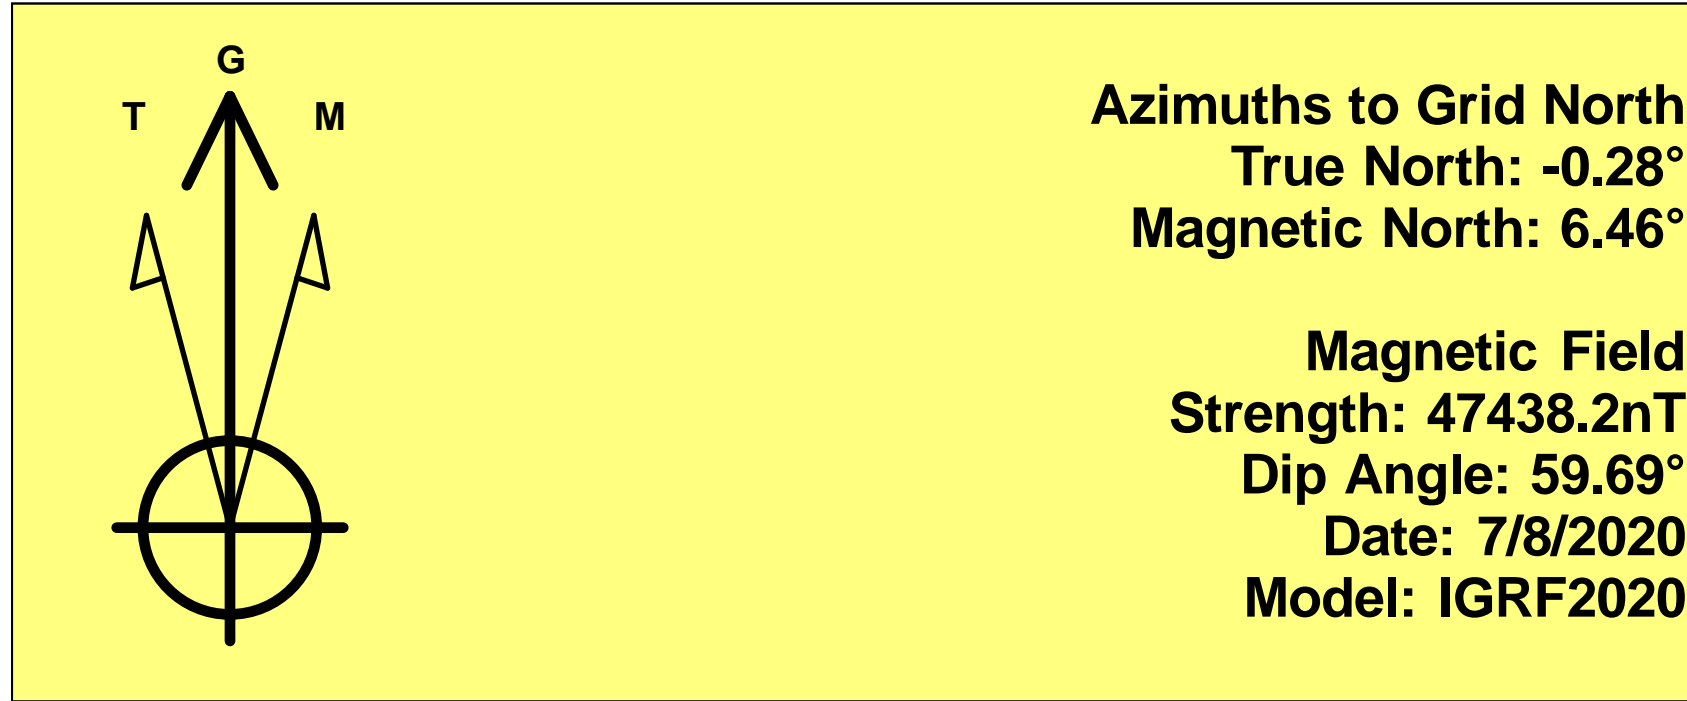 G
T
M
Azimuths to Grid North
True North: -0.28°
Magnetic North: 6.46°
Magnetic Field
Strength: 47438.2nT
Dip Angle: 59.69°
Date: 7/8/2020
Model: IGRF2020